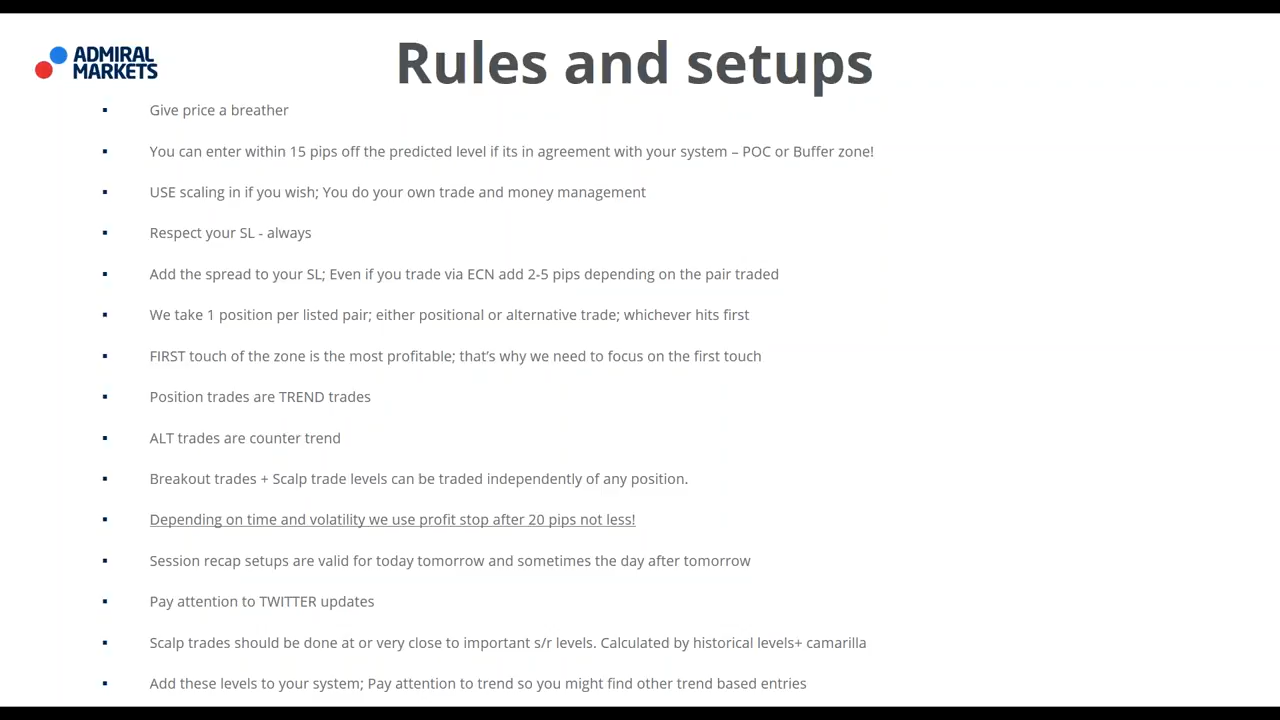 ADMIRAL
MARKETS
Rules and setups
▪ Give price a breather
▪ You can enter within 15 pips off the predicted level if its in agreement with your system – POC or Buffer zone!
▪ USE scaling in if you wish; You do your own trade and money management
▪ Respect your SL - always
▪ Add the spread to your SL; Even if you trade via ECN add 2-5 pips depending on the pair traded
▪ We take 1 position per listed pair; either positional or alternative trade; whichever hits first
▪ FIRST touch of the zone is the most profitable; that’s why we need to focus on the first touch
▪ Position trades are TREND trades
▪ ALT trades are counter trend
▪ Breakout trades + Scalp trade levels can be traded independently of any position.
▪ Depending on time and volatility we use profit stop after 20 pips not less!
▪ Session recap setups are valid for today tomorrow and sometimes the day after tomorrow
▪ Pay attention to TWITTER updates
▪ Scalp trades should be done at or very close to important s/r levels. Calculated by historical levels+ camarilla
▪ Add these levels to your system; Pay attention to trend so you might find other trend based entries